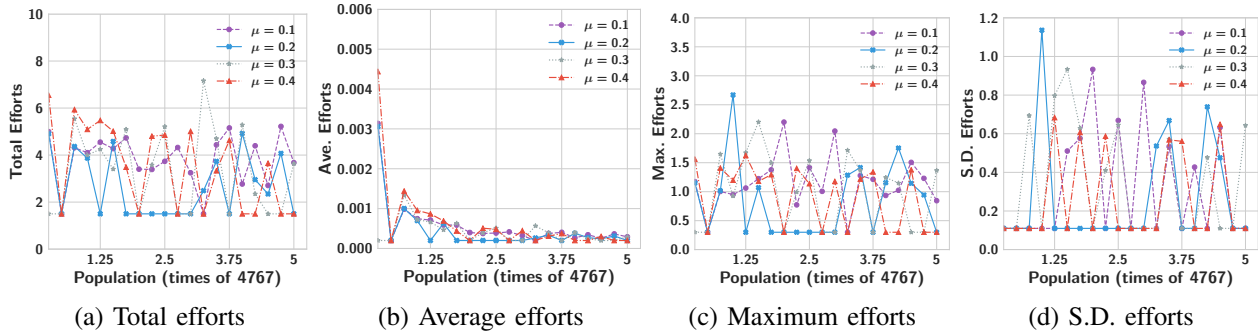 Total Efforts
10
8
6
4
2
0
1.25
2.5
3.75
5
Population (times of 4767)
μ = 0.1
μ = 0.2
μ = 0.3
μ = 0.4
(a) Total efforts
Ave. Efforts
0.006
0.005
0.004
0.003
0.002
0.001
0.000
1.25
2.5
3.75
5
Population (times of 4767)
μ = 0.1
μ = 0.2
μ = 0.3
μ = 0.4
(b) Average efforts
Max. Efforts
4.0
3.5
3.0
2.5
2.0
1.5
1.0
0.5
0.0
1.25
2.5
3.75
5
Population (times of 4767)
μ = 0.1
μ = 0.2
μ = 0.3
μ = 0.4
(c) Maximum efforts
S.D. Efforts
1.2
1.0
0.8
0.6
0.4
0.2
0.0
1.25
2.5
3.75
5
Population (times of 4767)
μ = 0.1
μ = 0.2
μ = 0.3
μ = 0.4
(d) S.D. efforts